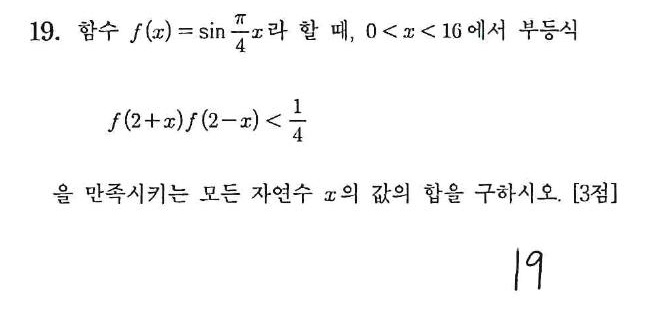 19. 함수 f(x)=sin π/4 x라 할 때, 0<x<16에서 부등식
f(2+x)f(2-x)<1/4
을 만족시키는 모든 자연수 x의 값의 합을 구하시오. [3점]
19